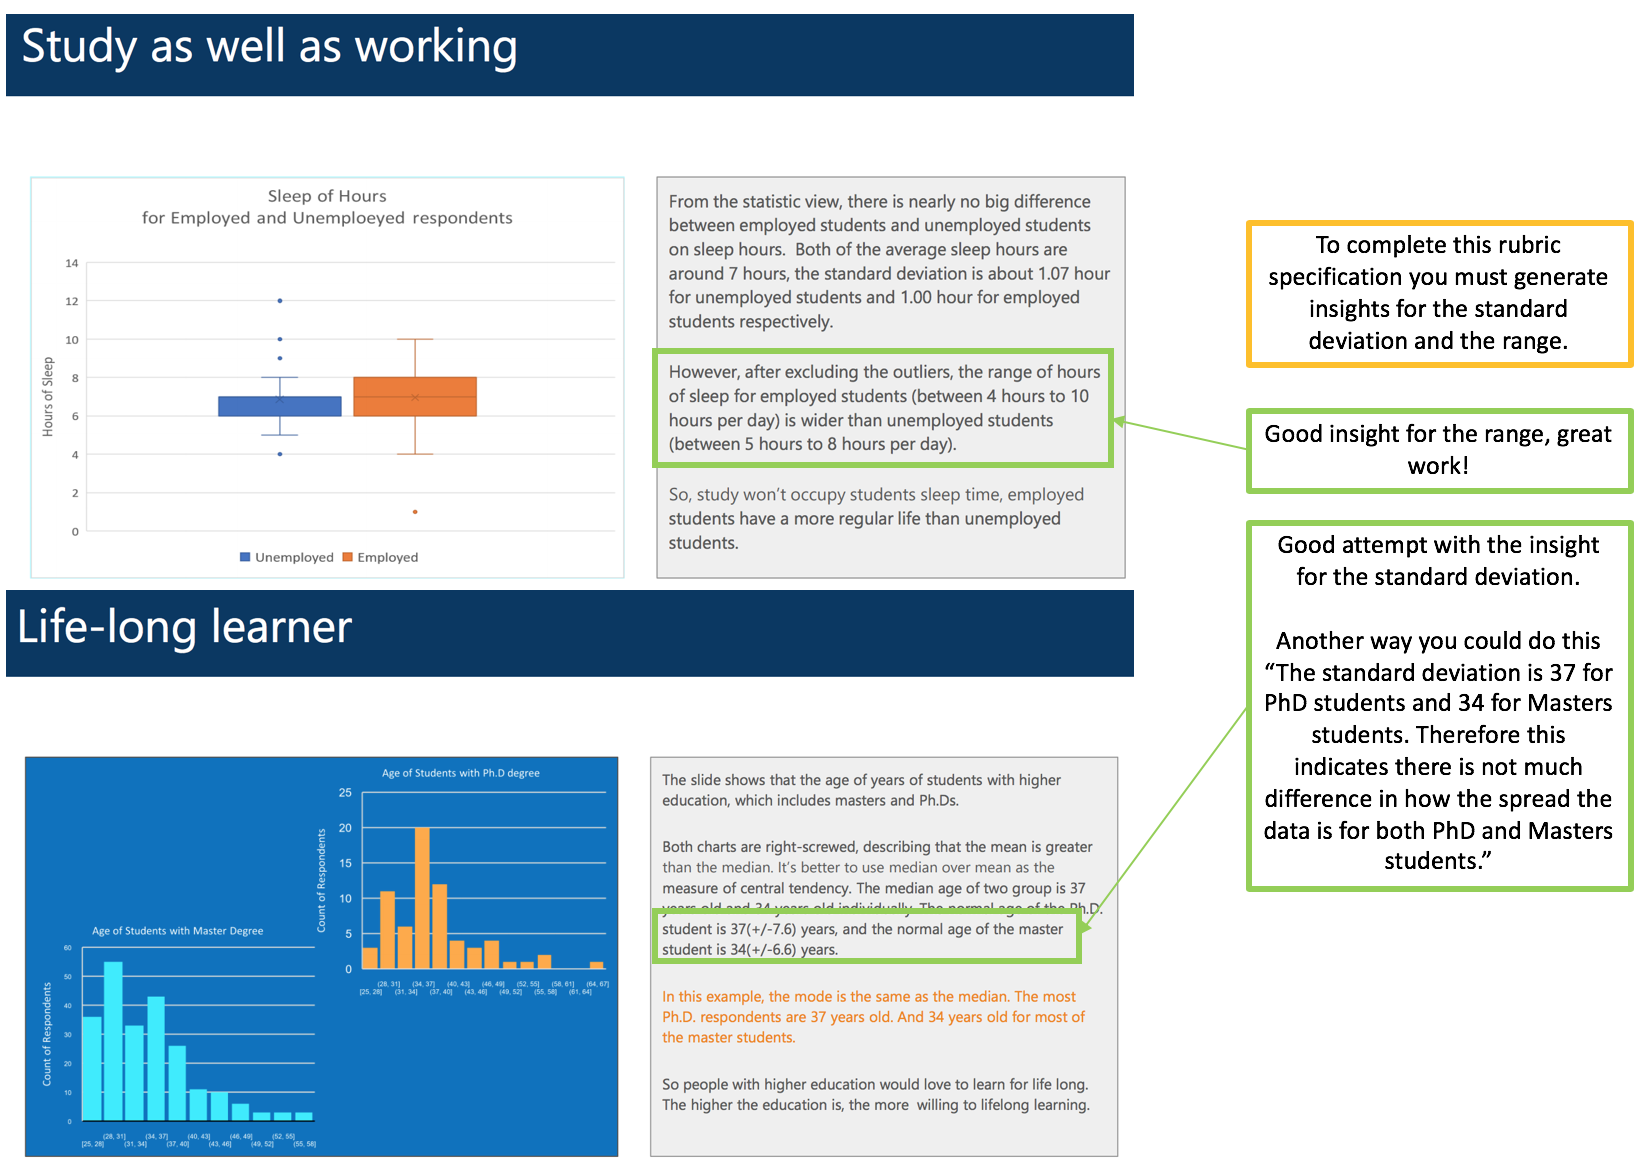 Study as well as working
Sleep of Hours
for Employed and Unemploeyed respondents
14
12
10
8
6
4
2
0
Hours of Sleep
Unemployed Employed
From the statistic view, there is nearly no big difference
between employed students and unemployed students
on sleep hours. Both of the average sleep hours are
around 7 hours, the standard deviation is about 1.07 hour
for unemployed students and 1.00 hour for employed
students respectively.
However, after excluding the outliers, the range of hours
of sleep for employed students (between 4 hours to 10
hours per day) is wider than unemployed students
(between 5 hours to 8 hours per day).
So, study won't occupy students sleep time, employed
students have a more regular life than unemployed
students.
To complete this rubric
specification you must generate
insights for the standard
deviation and the range.
Good insight for the range, great
work!
Good attempt with the insight
for the standard deviation.
Another way you could do this
“The standard deviation is 37 for
PhD students and 34 for Masters
students. Therefore this
indicates there is not much
difference in how the spread the
data is for both PhD and Masters
students.”
Life-long learner
Age of Students with Ph.D degree
25
20
15
10
5
0
Count of Respondents
(28, 31] (34, 37] (40, 43] (46, 49] (52, 55] (58, 61] (64, 67]
[25, 28] (31, 34] (37, 40] (43, 46] (49, 52] (55, 58] (61, 64]
Age of Students with Master Degree
60
50
40
30
20
10
0
Count of Respondents
(28, 31] (34, 37] (40, 43] (46, 49] (52, 55]
[25, 28] (31, 34] (37, 40] (43, 46] (49, 52] (55, 58]
The slide shows that the age of years of students with higher
education, which includes masters and Ph.Ds.
Both charts are right-screwed, describing that the mean is greater
than the median. It's better to use median over mean as the
measure of central tendency. The median age of two group is 37
years old and 34 years old individually. The normal age of the Ph.D.
student is 37(+/-7.6) years, and the normal age of the master
student is 34(+/-6.6) years.
In this example, the mode is the same as the median. The most
Ph.D. respondents are 37 years old. And 34 years old for most of
the master students.
So people with higher education would love to learn for life long.
The higher the education is, the more willing to lifelong learning.